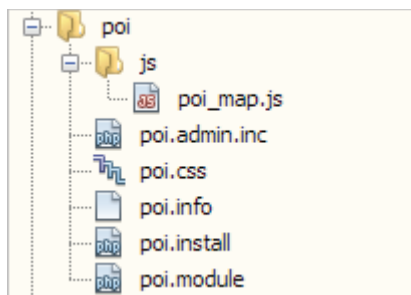 poi
js
poi_map.js
poi.admin.inc
poi.css
poi.info
poi.install
poi.module